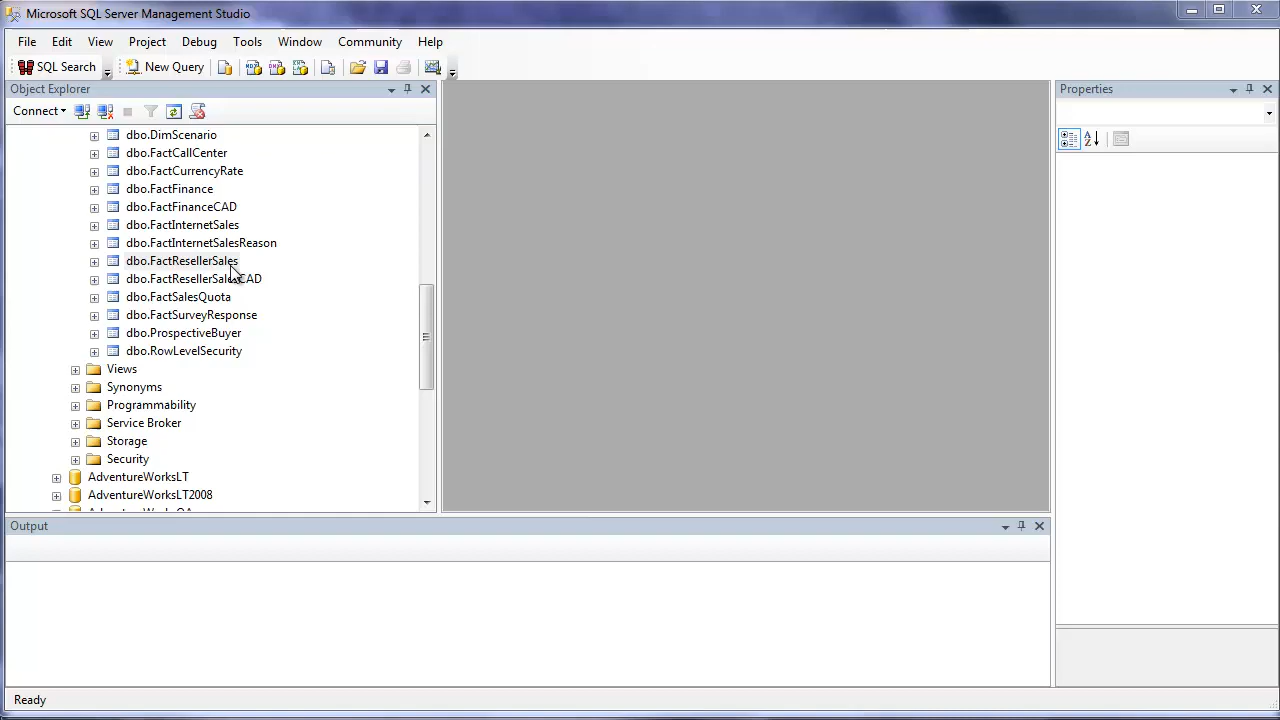 Microsoft SQL Server Management Studio
File Edit View Project Debug Tools Window Community Help
SQL Search New Query
Object Explorer
Connect
dbo.DimScenario
dbo.FactCallCenter
dbo.FactCurrencyRate
dbo.FactFinance
dbo.FactFinanceCAD
dbo.FactInternetSales
dbo.FactInternetSalesReason
dbo.FactResellerSales
dbo.FactResellerSalesCAD
dbo.FactSalesQuota
dbo.FactSurveyResponse
dbo.ProspectiveBuyer
dbo.RowLevelSecurity
Views
Synonyms
Programmability
Service Broker
Storage
Security
AdventureWorksLT
AdventureWorksLT2008
Properties
Output
Ready